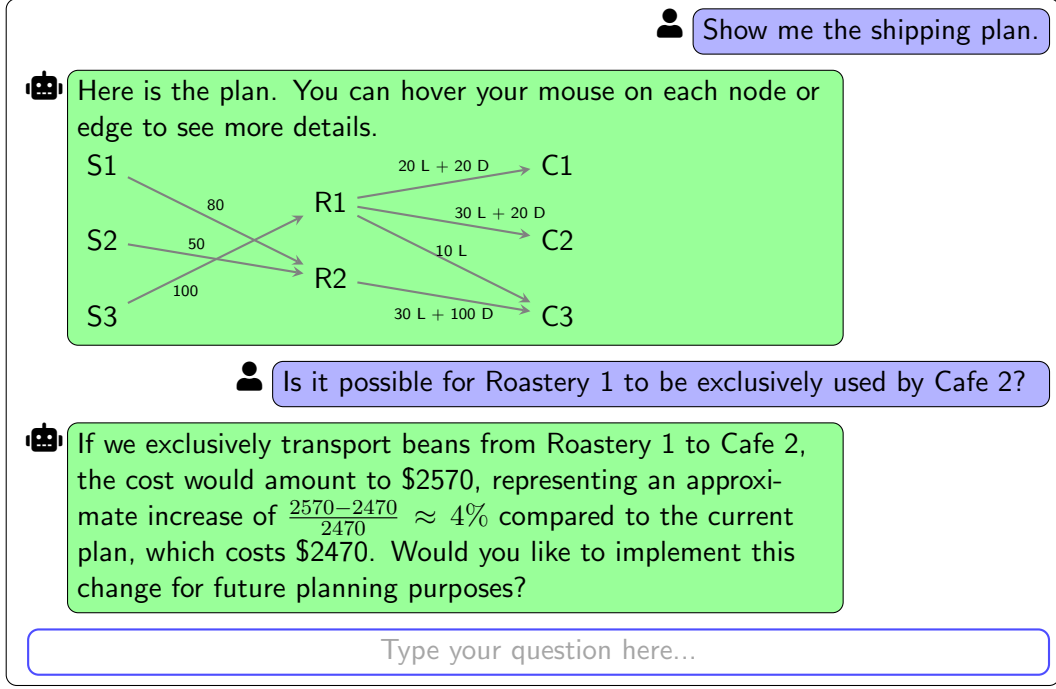 Show me the shipping plan.
Here is the plan. You can hover your mouse on each node or
edge to see more details.
S1
20 L + 20 D
C1
R1
80
30 L + 20 D
S2
50
C2
10 L
R2
100
S3
30 L + 100 D
C3
Is it possible for Roastery 1 to be exclusively used by Cafe 2?
If we exclusively transport beans from Roastery 1 to Cafe 2,
the cost would amount to $2570, representing an approxi-
mate increase of \frac{2570-2470}{2470} ≈ 4% compared to the current
plan, which costs $2470. Would you like to implement this
change for future planning purposes?
Type your question here...